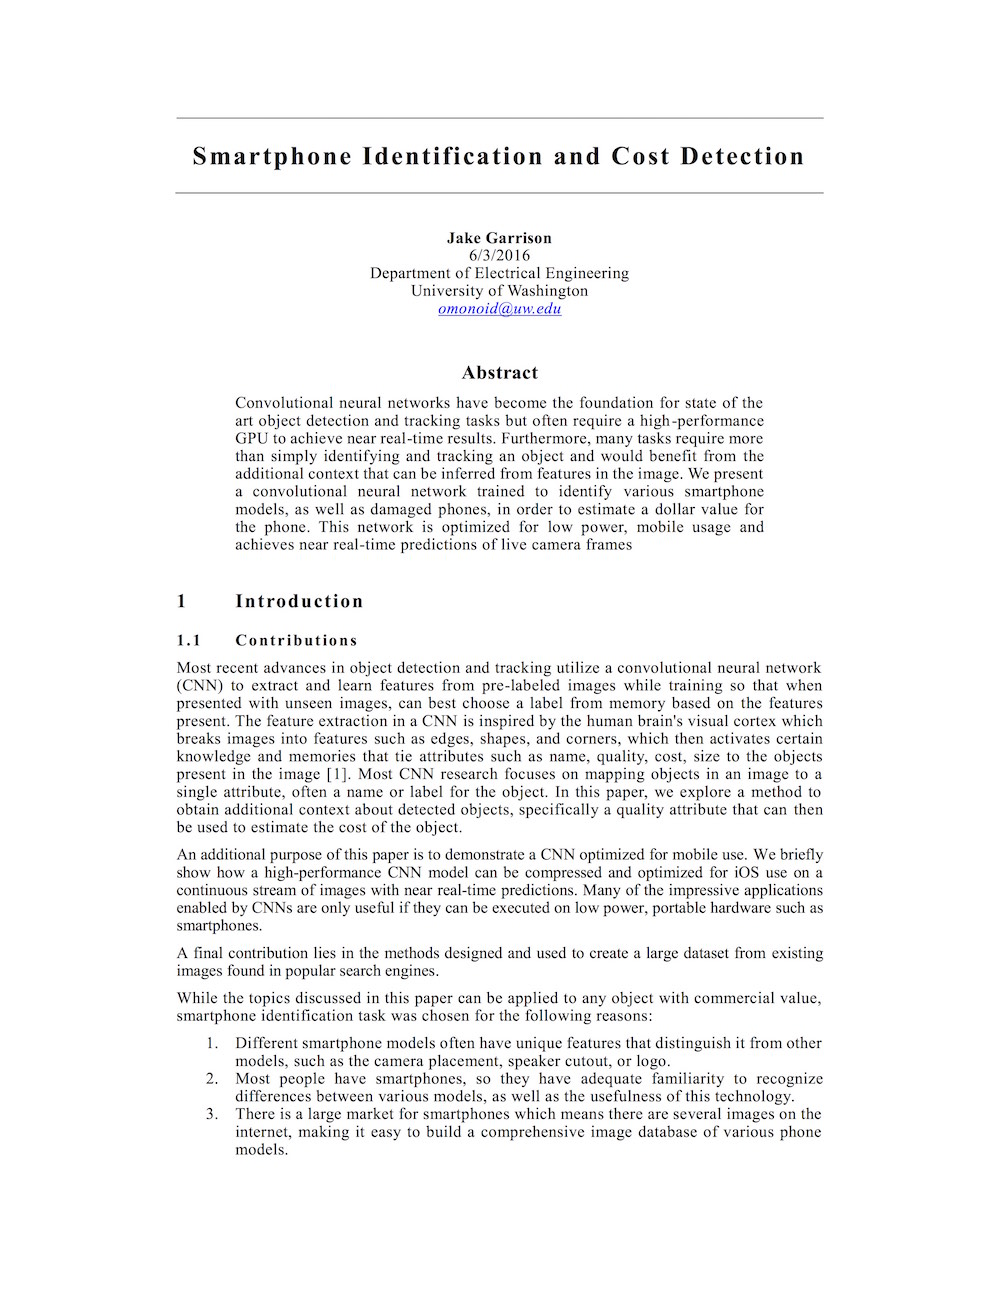 Smartphone Identification and Cost Detection
Jake Garrison
6/3/2016
Department of Electrical Engineering
University of Washington
omonoid@uw.edu
Abstract
Convolutional neural networks have become the foundation for state of the
art object detection and tracking tasks but often require a high-performance
GPU to achieve near real-time results. Furthermore, many tasks require more
than simply identifying and tracking an object and would benefit from the
additional context that can be inferred from features in the image. We present
a convolutional neural network trained to identify various smartphone
models, as well as damaged phones, in order to estimate a dollar value for
the phone. This network is optimized for low power, mobile usage and
achieves near real-time predictions of live camera frames
1 Introduction
1.1 Contributions
Most recent advances in object detection and tracking utilize a convolutional neural network
(CNN) to extract and learn features from pre-labeled images while training so that when
presented with unseen images, can best choose a label from memory based on the features
present. The feature extraction in a CNN is inspired by the human brain's visual cortex which
breaks images into features such as edges, shapes, and corners, which then activates certain
knowledge and memories that tie attributes such as name, quality, cost, size to the objects
present in the image [1]. Most CNN research focuses on mapping objects in an image to a
single attribute, often a name or label for the object. In this paper, we explore a method to
obtain additional context about detected objects, specifically a quality attribute that can then
be used to estimate the cost of the object.
An additional purpose of this paper is to demonstrate a CNN optimized for mobile use. We briefly
show how a high-performance CNN model can be compressed and optimized for iOS use on a
continuous stream of images with near real-time predictions. Many of the impressive applications
enabled by CNNs are only useful if they can be executed on low power, portable hardware such as
smartphones.
A final contribution lies in the methods designed and used to create a large dataset from existing
images found in popular search engines.
While the topics discussed in this paper can be applied to any object with commercial value,
smartphone identification task was chosen for the following reasons:
1. Different smartphone models often have unique features that distinguish it from other
models, such as the camera placement, speaker cutout, or logo.
2. Most people have smartphones, so they have adequate familiarity to recognize
differences between various models, as well as the usefulness of this technology.
3. There is a large market for smartphones which means there are several images on the
internet, making it easy to build a comprehensive image database of various phone
models.